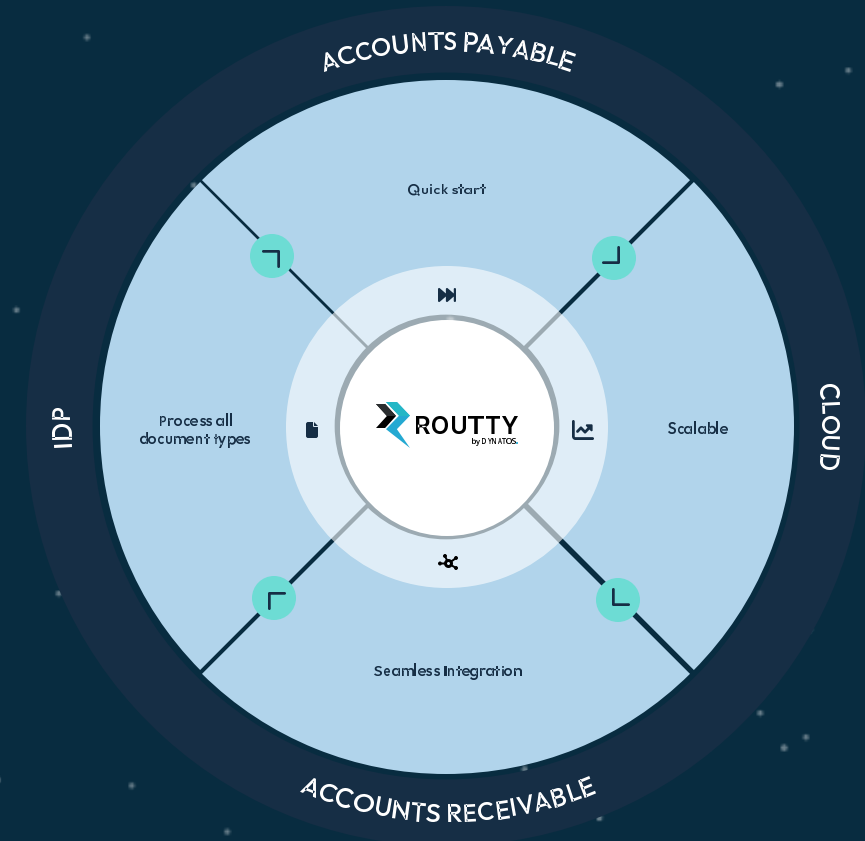 ACCOUNTS PAYABLE
Quick start
IDP
Process all
document types
ROUTTY
by DYNATOS.
Scalable
CLOUD
Seamless Integration
ACCOUNTS RECEIVABLE